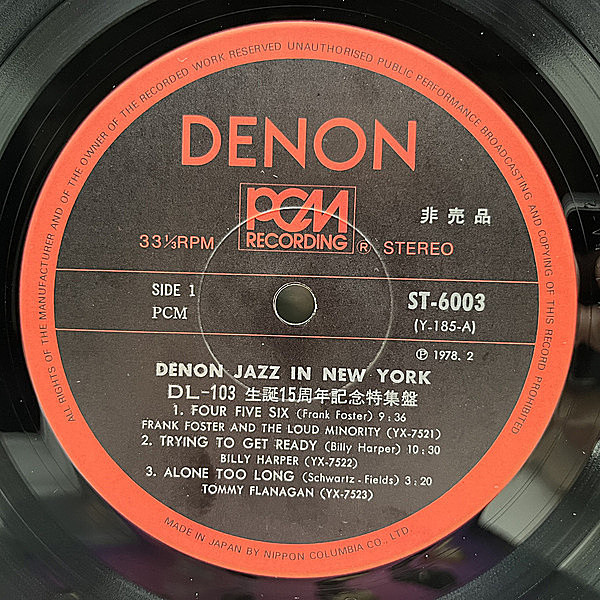 ALL RIGHTS OF THE MANUFACTURER AND OF THE OWNER OF THE RECORDED WORK RESERVED UNAUTHORISED PUBLIC PERFORMANCE BROADCASTING AND COPYING OF THIS RECORD PROHIBITED
DENON
PCM
RECORDING
®
非売品
33⅓RPM
STEREO
SIDE 1
PCM
ST-6003
(Y-185-A)
Ⓟ 1978. 2
DENON JAZZ IN NEW YORK
DL-103 生誕15周年記念特集盤
1. FOUR FIVE SIX (Frank Foster) 9:36
FRANK FOSTER AND THE LOUD MINORITY (YX-7521)
2. TRYING TO GET READY (Billy Harper) 10:30
BILLY HARPER (YX-7522)
3. ALONE TOO LONG (Schwartz-Fields) 3:20
TOMMY FLANAGAN (YX-7523)
MADE IN JAPAN BY NIPPON COLUMBIA CO., LTD